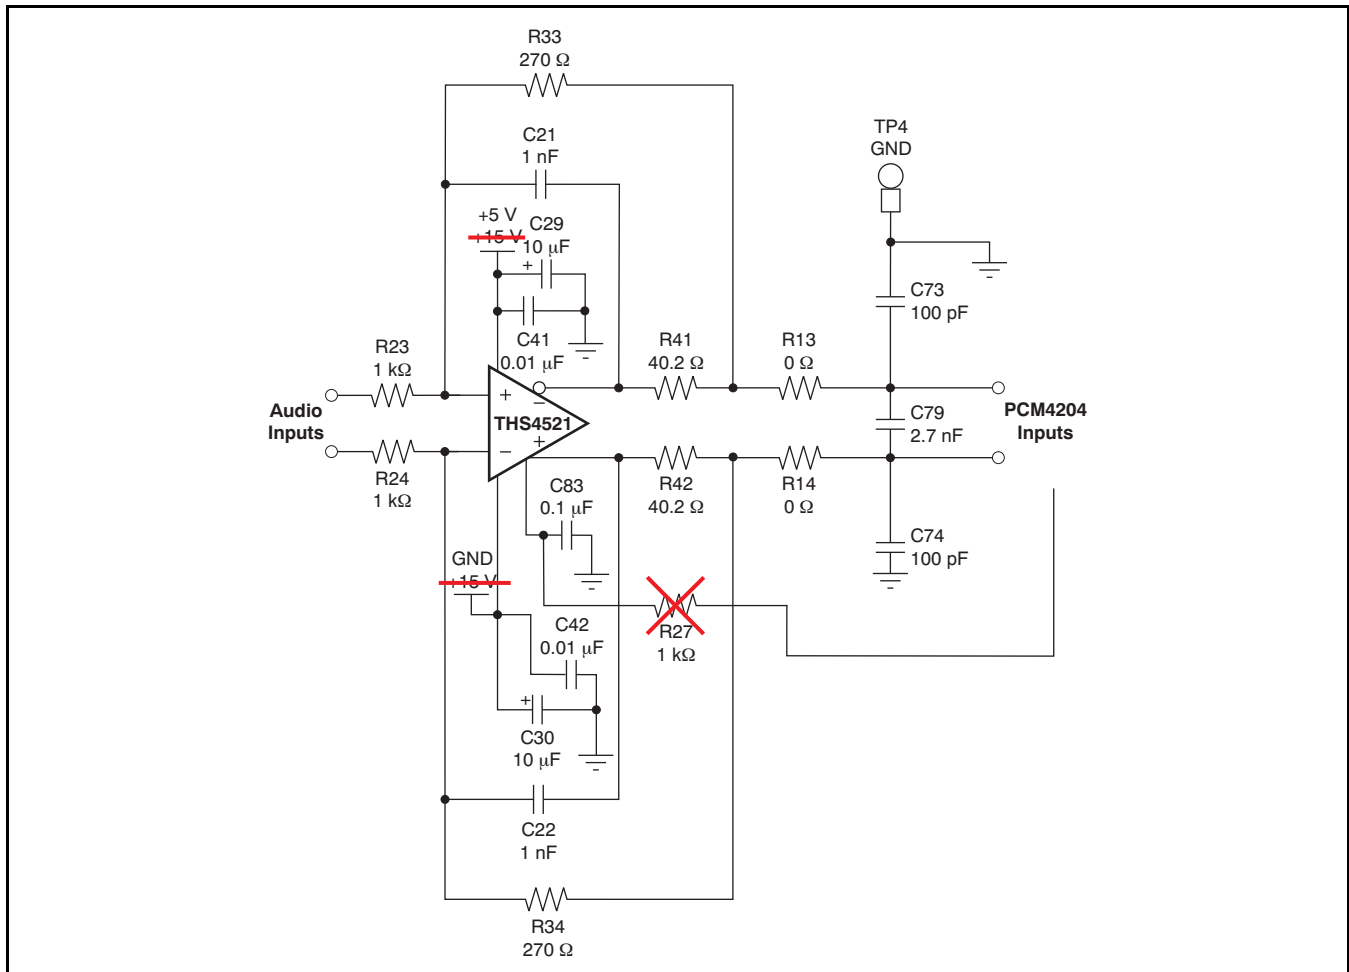 R33
270 Ω
C21
1 nF
TP4
GND
+5 V
+15 V
C29
10 µF
+
C73
100 pF
C41
0.01 µF
R23
1 kΩ
R41
40.2 Ω
R13
0 Ω
Audio
Inputs
+
−
THS4521
+
−
C79
2.7 nF
PCM4204
Inputs
R24
1 kΩ
C83
0.1 µF
R42
40.2 Ω
R14
0 Ω
C74
100 pF
GND
+15 V
C42
0.01 µF
R27
1 kΩ
+
C30
10 µF
C22
1 nF
R34
270 Ω